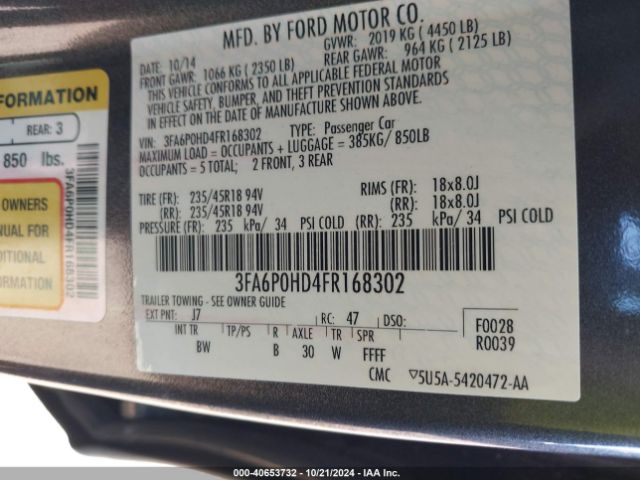 MFD. BY FORD MOTOR CO.
DATE: 10/14 GVWR: 2019 KG ( 4450 LB)
FRONT GAWR: 1066 KG ( 2350 LB) REAR GAWR: 964 KG ( 2125 LB)
THIS VEHICLE CONFORMS TO ALL APPLICABLE FEDERAL MOTOR
VEHICLE SAFETY, BUMPER, AND THEFT PREVENTION STANDARDS
IN EFFECT ON THE DATE OF MANUFACTURE SHOWN ABOVE.
VIN: 3FA6P0HD4FR168302 TYPE: Passenger Car
MAXIMUM LOAD = OCCUPANTS + LUGGAGE = 385KG/ 850LB
OCCUPANTS = 5 TOTAL; 2 FRONT, 3 REAR
TIRE (FR): 235/45R18 94V RIMS (FR): 18x8.0J
(RR): 235/45R18 94V (RR): 18x8.0J
PRESSURE (FR): 235 kPa/ 34 PSI COLD (RR): 235 kPa/ 34 PSI COLD
3FA6P0HD4FR168302
TRAILER TOWING - SEE OWNER GUIDE
EXT PNT: J7 RC: 47 DSO: F0028
INT TR TP/PS R AXLE TR SPR R0039
BW B 30 W FFFF
CMC ▽5U5A-5420472-AA
FORMATION
REAR: 3
850 lbs.
OWNERS
ANUAL FOR
DITIONAL
FORMATION
3FA6P0HD4FR168302
000-40653732 - 10/21/2024 - IAA Inc.